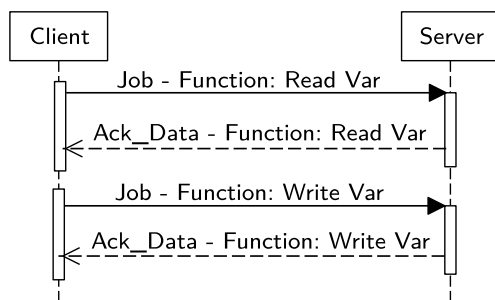 Client
Server
Job - Function: Read Var
Ack_Data - Function: Read Var
Job - Function: Write Var
Ack_Data - Function: Write Var